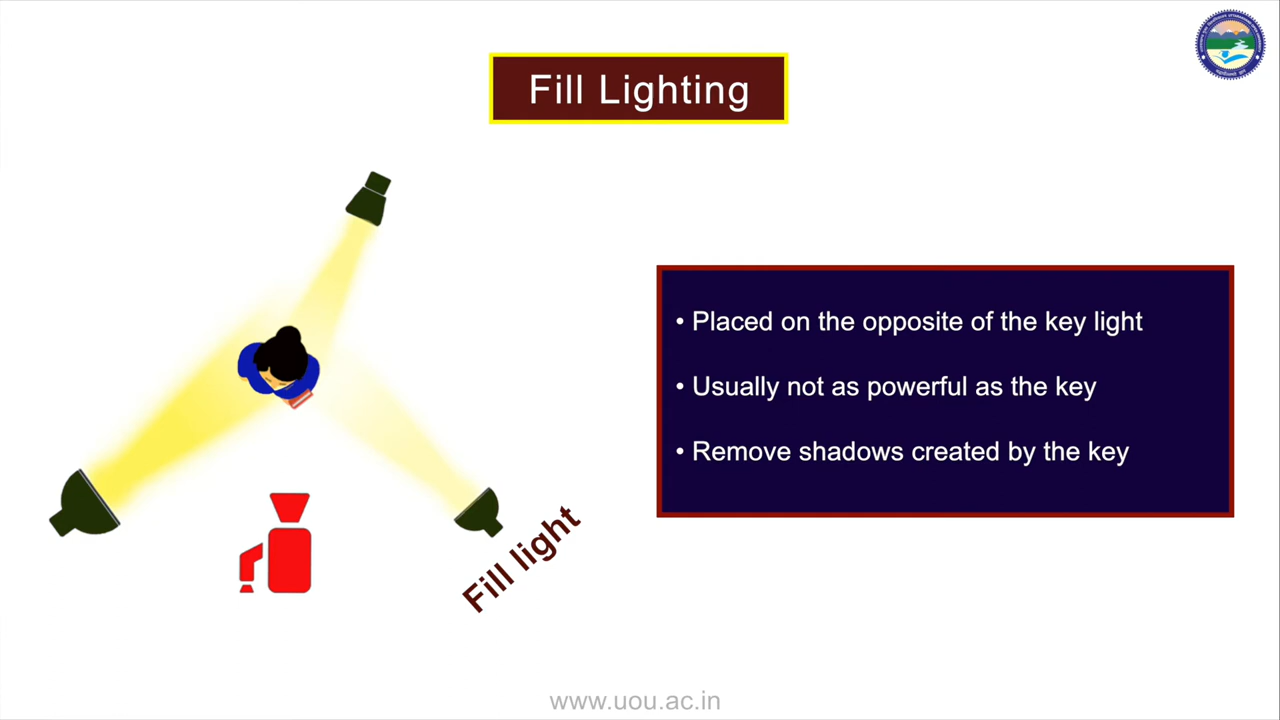 Fill Lighting
• Placed on the opposite of the key light
• Usually not as powerful as the key
• Remove shadows created by the key
Fill light
www.uou.ac.in